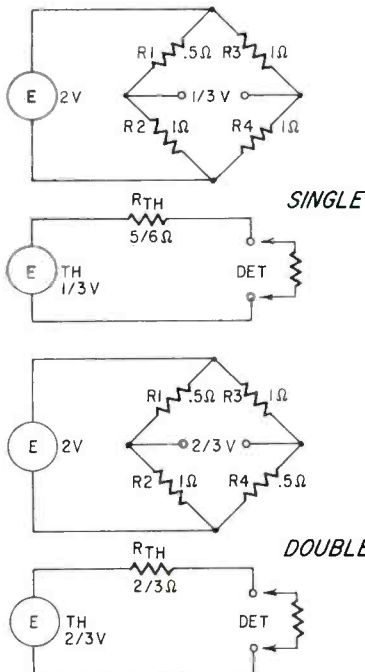 R1 .5Ω R3 1Ω
E 2V 1/3 V
R2 1Ω R4 1Ω
SINGLE
RTH
5/6Ω
E TH DET
1/3 V
R1 .5Ω R3 1Ω
E 2V 2/3 V
R2 1Ω R4 .5Ω
DOUBLE
RTH
2/3Ω
E TH DET
2/3V